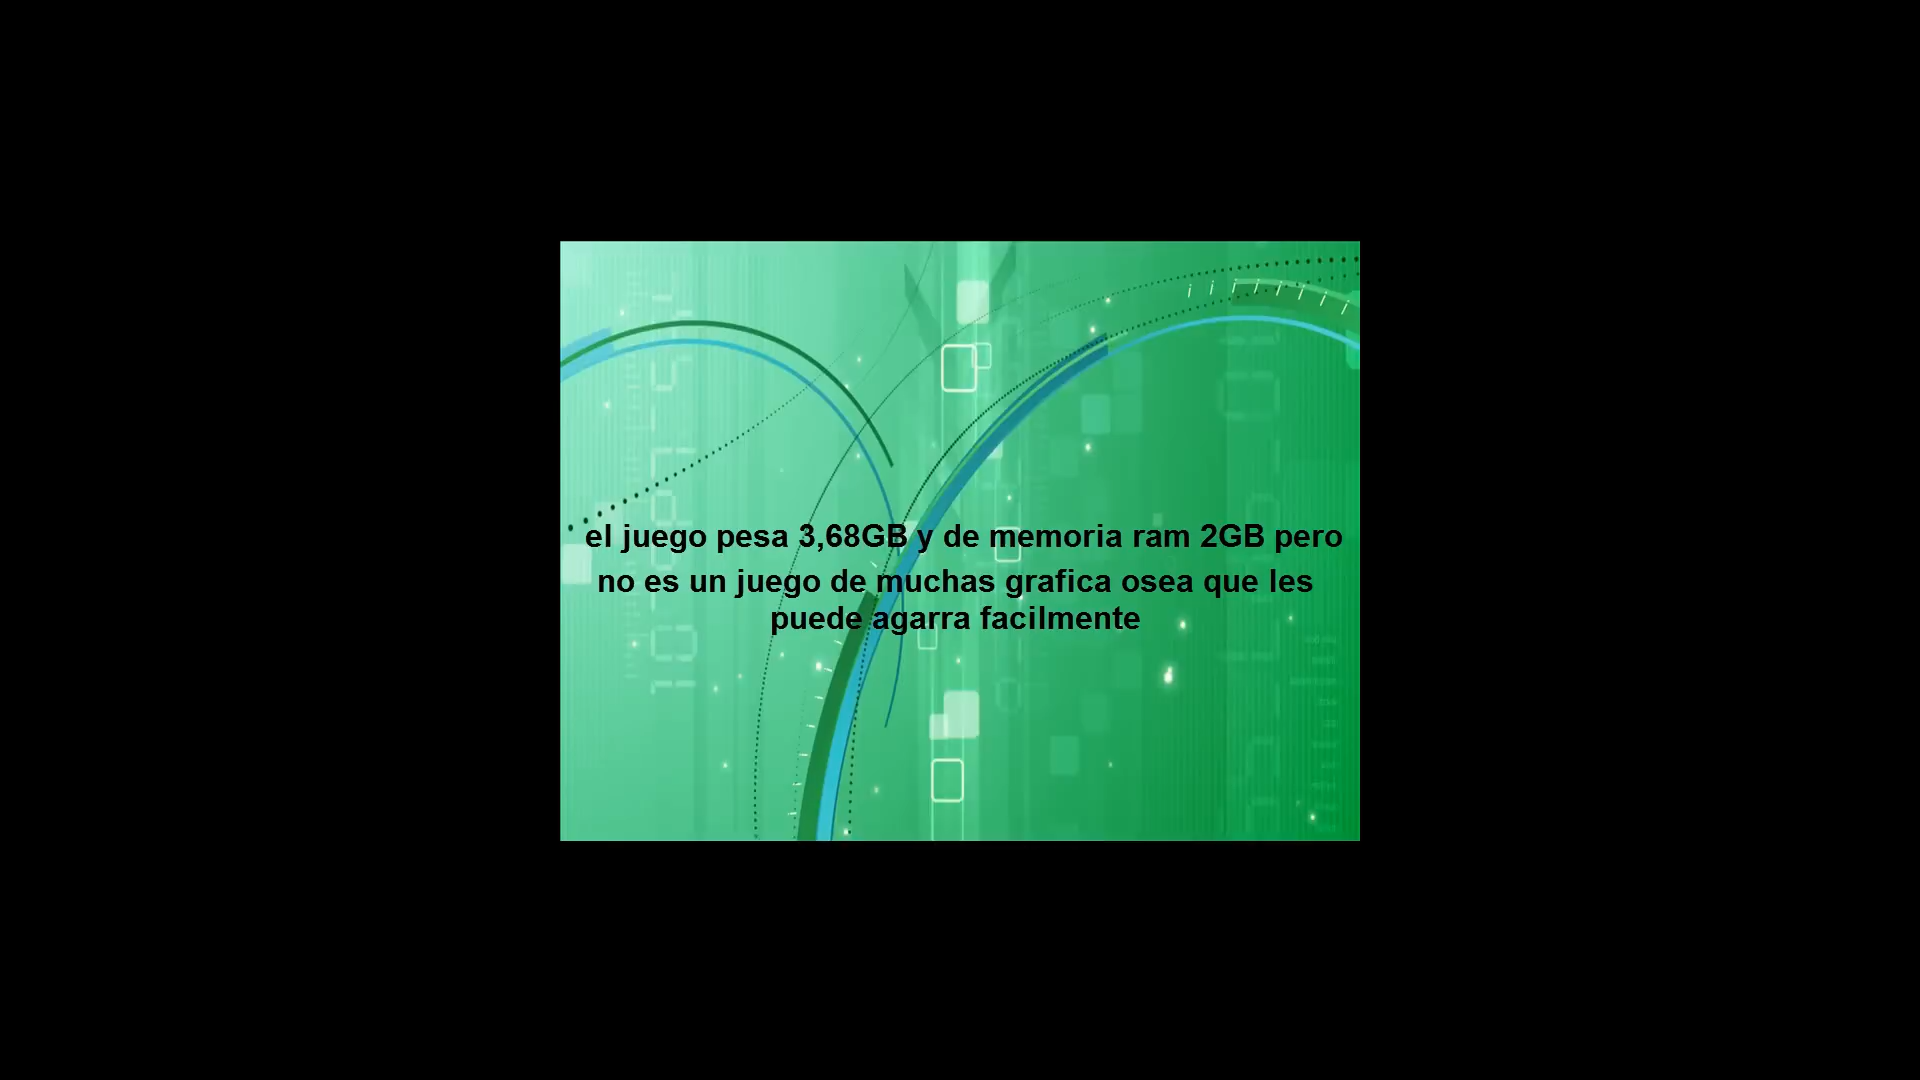 el juego pesa 3,68GB y de memoria ram 2GB pero
no es un juego de muchas grafica osea que les
puede agarra facilmente